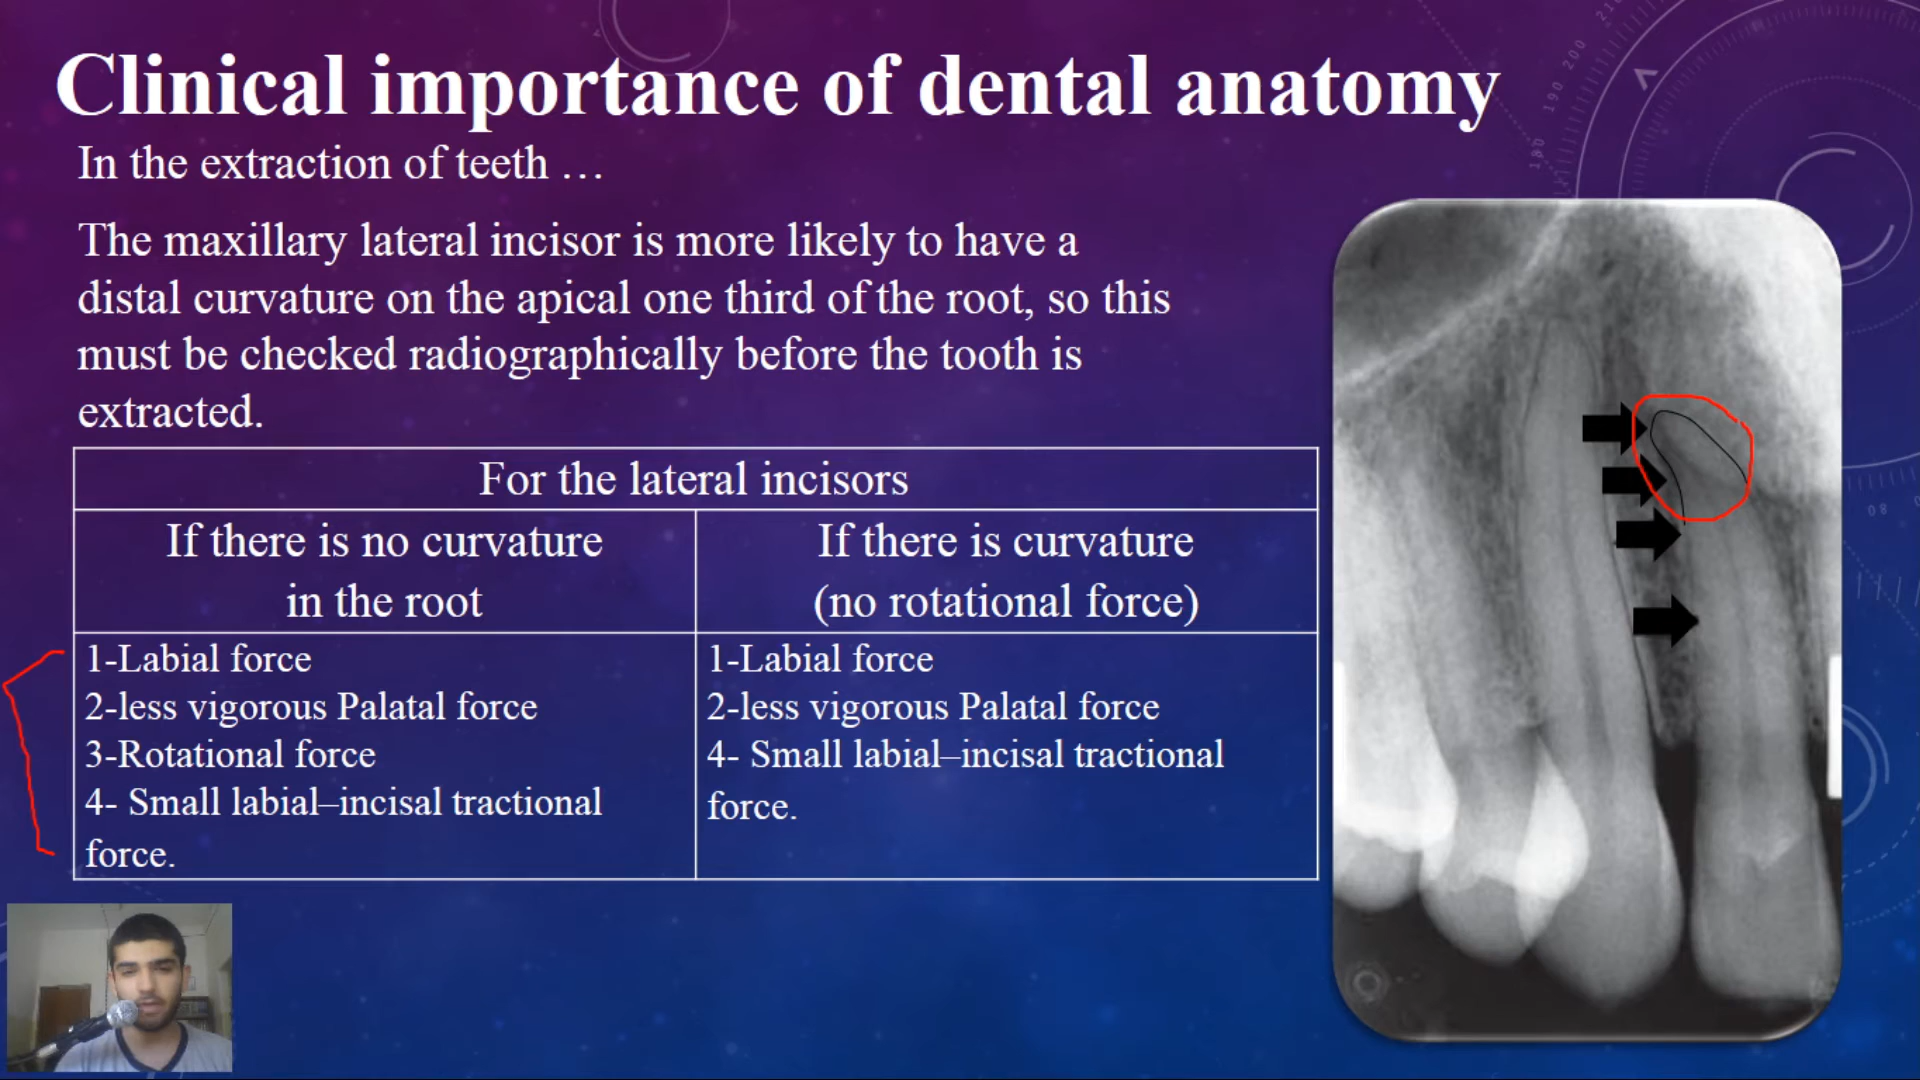 Clinical importance of dental anatomy
In the extraction of teeth …
The maxillary lateral incisor is more likely to have a
distal curvature on the apical one third of the root, so this
must be checked radiographically before the tooth is
extracted.
For the lateral incisors
If there is no curvature
in the root
If there is curvature
(no rotational force)
1-Labial force
2-less vigorous Palatal force
3-Rotational force
4- Small labial–incisal tractional
force.
1-Labial force
2-less vigorous Palatal force
4- Small labial–incisal tractional
force.
180
190
200
80